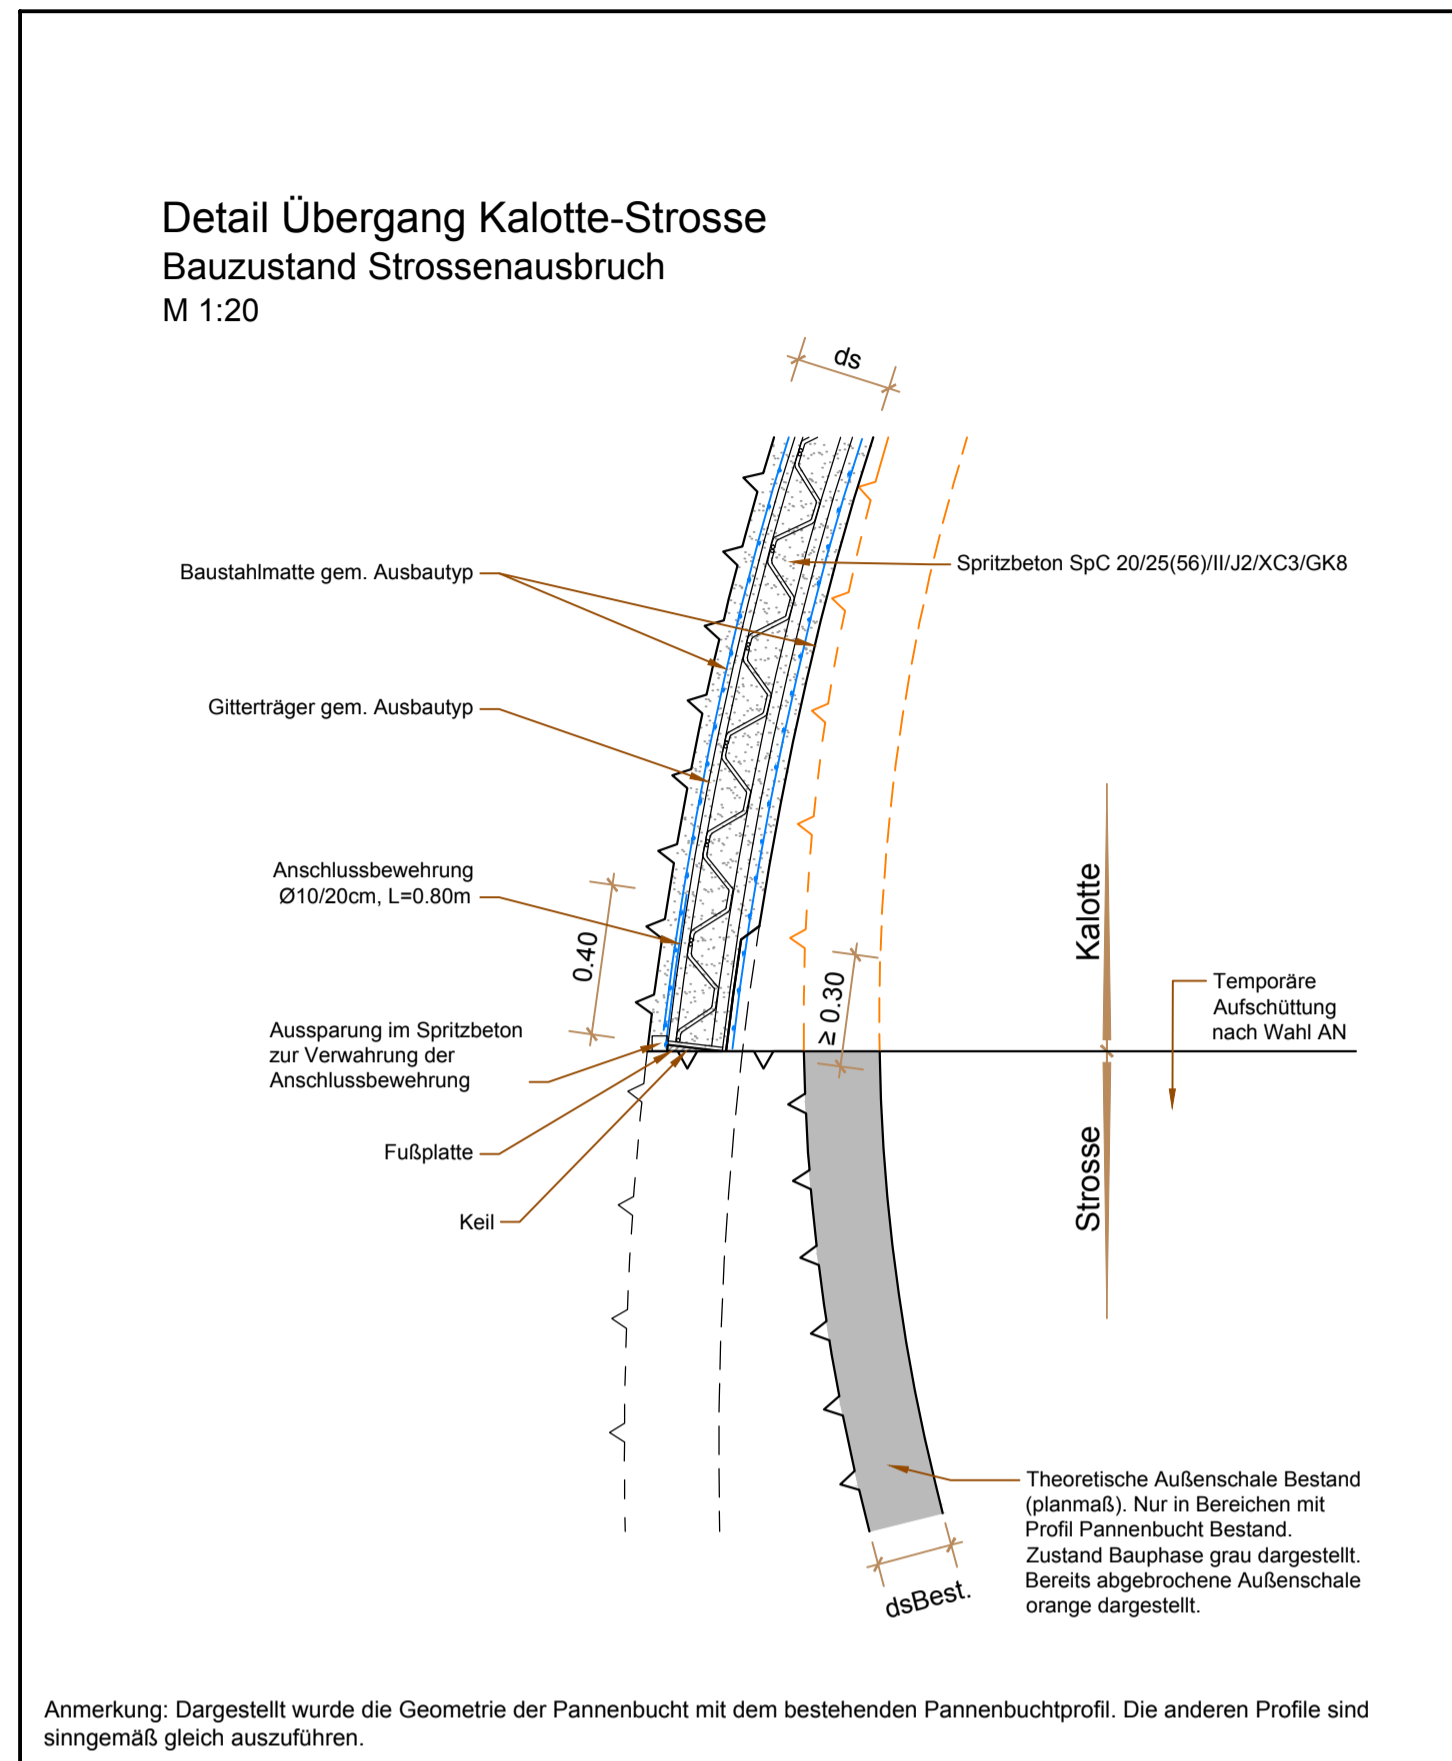 Detail Übergang Kalotte-Strosse
Bauzustand Strossenausbruch
M 1:20
ds
Baustahlmatte gem. Ausbautyp
Spritzbeton SpC 20/25(56)/II/J2/XC3/GK8
Gitterträger gem. Ausbautyp
Anschlussbewehrung
Ø10/20cm, L=0.80m
0.40
≥ 0.30
Kalotte
Temporäre
Aufschüttung
nach Wahl AN
Aussparung im Spritzbeton
zur Verwahrung der
Anschlussbewehrung
Fußplatte
Strosse
Keil
Theoretische Außenschale Bestand
(planmaß). Nur in Bereichen mit
Profil Pannenbucht Bestand.
Zustand Bauphase grau dargestellt.
Bereits abgebrochene Außenschale
orange dargestellt.
dsBest.
Anmerkung: Dargestellt wurde die Geometrie der Pannenbucht mit dem bestehenden Pannenbuchtprofil. Die anderen Profile sind
sinngemäß gleich auszuführen.